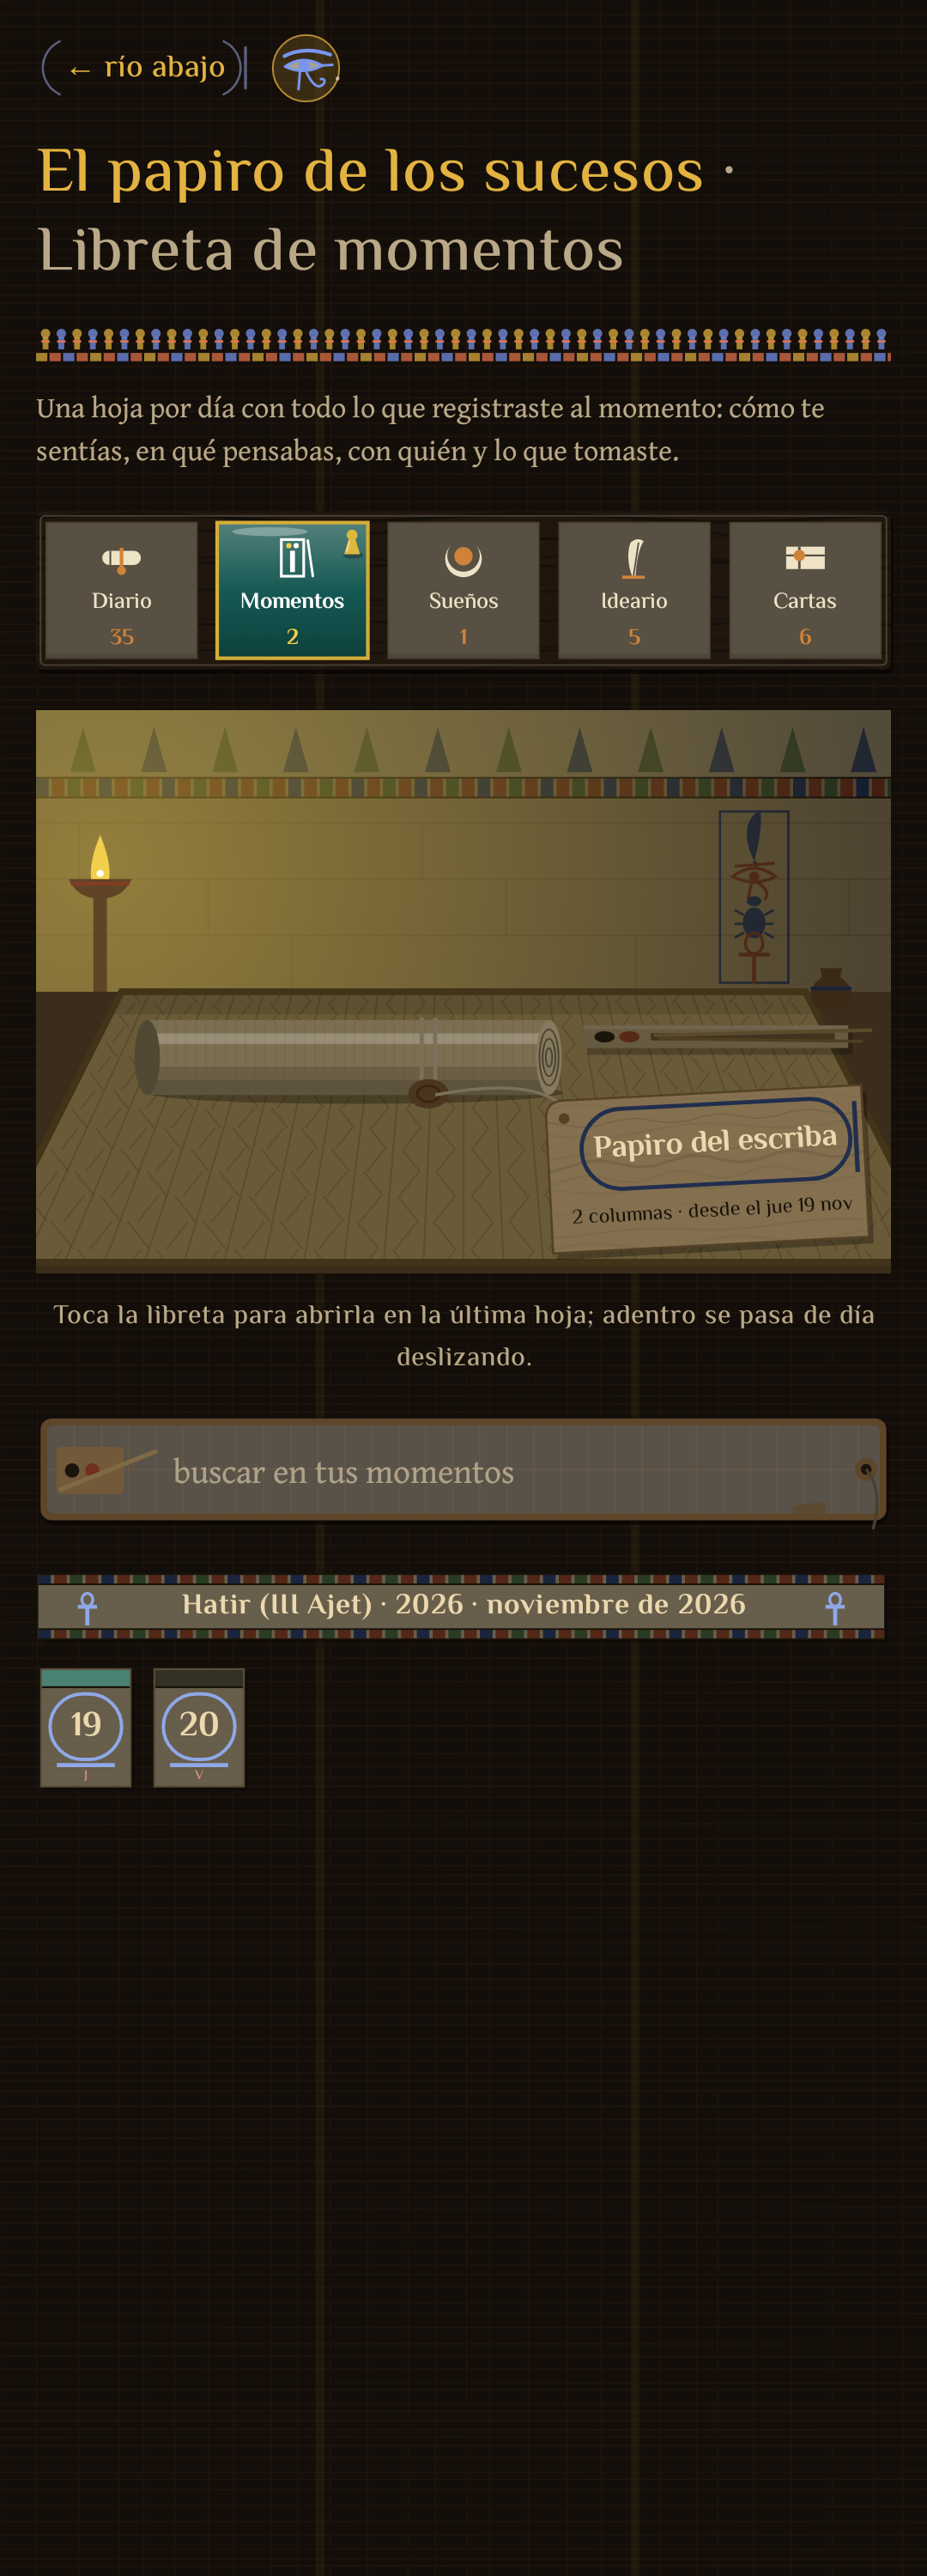 ← río abajo
El papiro de los sucesos ·
Libreta de momentos
Una hoja por día con todo lo que registraste al momento: cómo te
sentías, en qué pensabas, con quién y lo que tomaste.
Diario
35
Momentos
2
Sueños
1
Ideario
5
Cartas
6
Papiro del escriba
2 columnas · desde el jue 19 nov
Toca la libreta para abrirla en la última hoja; adentro se pasa de día
deslizando.
buscar en tus momentos
Hatir (III Ajet) · 2026 · noviembre de 2026
19
J
20
V